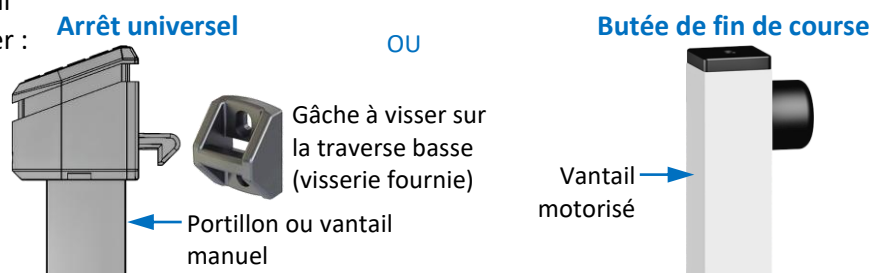 er :
Arrêt universel
OU
Butée de fin de course
Gâche à visser sur
la traverse basse
(visserie fournie)
Portillon ou vantail
manuel
Vantail
motorisé